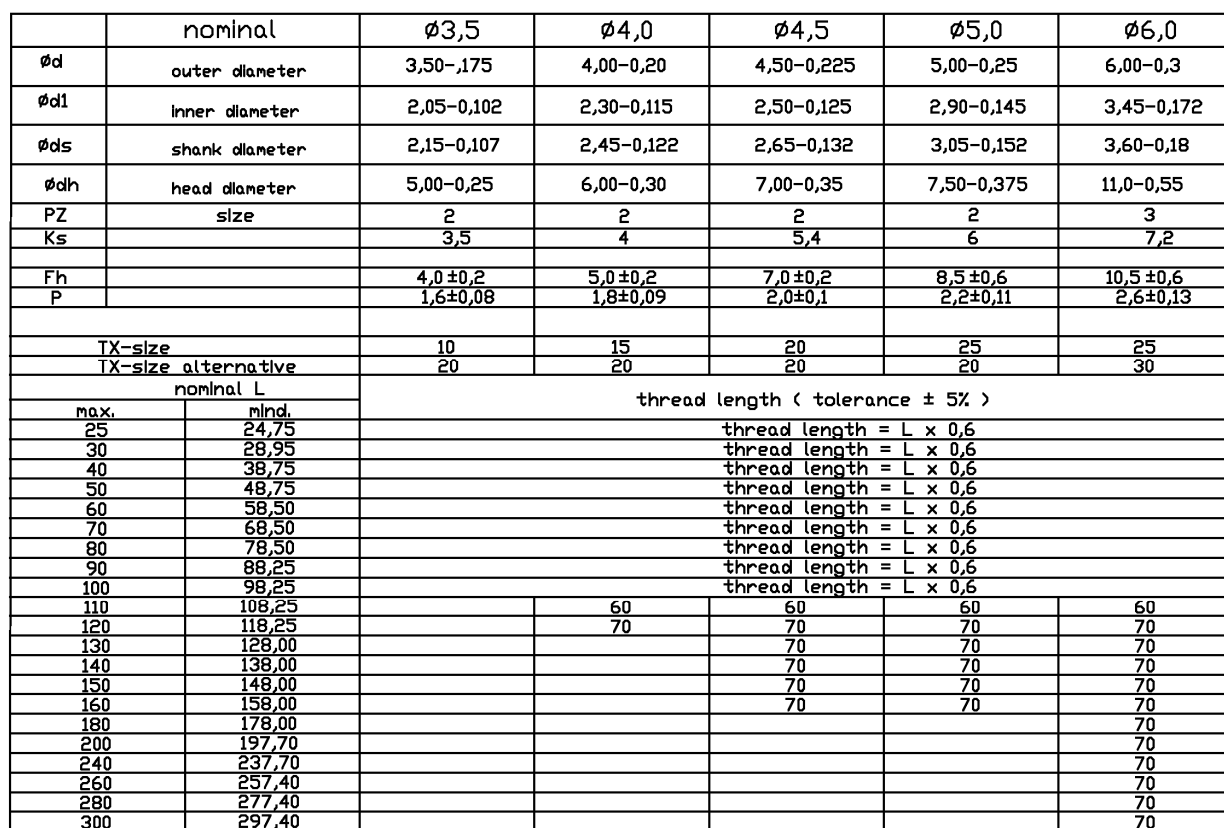 nominal ø3,5 ø4,0 ø4,5 ø5,0 ø6,0
ød outer diameter 3,50-,175 4,00-0,20 4,50-0,225 5,00-0,25 6,00-0,3
ød1 inner diameter 2,05-0,102 2,30-0,115 2,50-0,125 2,90-0,145 3,45-0,172
øds shank diameter 2,15-0,107 2,45-0,122 2,65-0,132 3,05-0,152 3,60-0,18
ødh head diameter 5,00-0,25 6,00-0,30 7,00-0,35 7,50-0,375 11,0-0,55
PZ size 2 2 2 2 3
Ks 3,5 4 5,4 6 7,2
Fh 4,0±0,2 5,0±0,2 7,0±0,2 8,5±0,6 10,5±0,6
P 1,6±0,08 1,8±0,09 2,0±0,1 2,2±0,11 2,6±0,13
TX-size 10 15 20 25 25
TX-size alternative 20 20 20 20 30
nominal L
thread length ( tolerance ± 5% )
max. mind.
25 24,75 thread length = L x 0,6
30 28,95 thread length = L x 0,6
40 38,75 thread length = L x 0,6
50 48,75 thread length = L x 0,6
60 58,50 thread length = L x 0,6
70 68,50 thread length = L x 0,6
80 78,50 thread length = L x 0,6
90 88,25 thread length = L x 0,6
100 98,25 thread length = L x 0,6
110 108,25 60 60 60 60
120 118,25 70 70 70 70
130 128,00 70 70 70
140 138,00 70 70 70
150 148,00 70 70 70
160 158,00 70 70 70
180 178,00 70
200 197,70 70
240 237,70 70
260 257,40 70
280 277,40 70
300 297,40 70